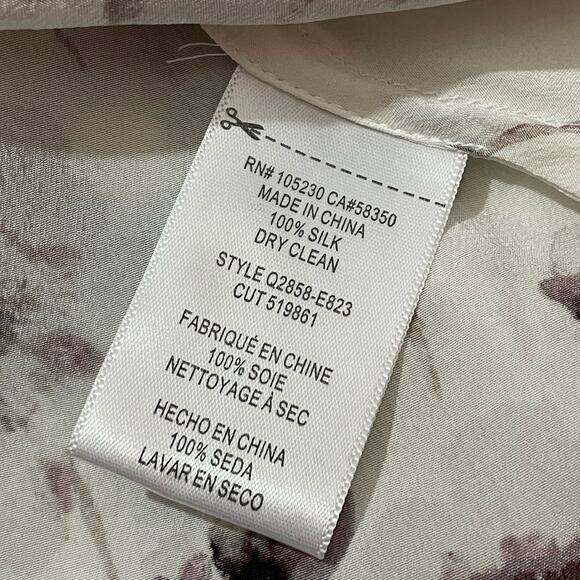 RN# 105230 CA#58350
MADE IN CHINA
100% SILK
DRY CLEAN
STYLE Q2858-E823
CUT 519861
FABRIQUÉ EN CHINE
100% SOIE
NETTOYAGE À SEC
HECHO EN CHINA
100% SEDA
LAVAR EN SECO